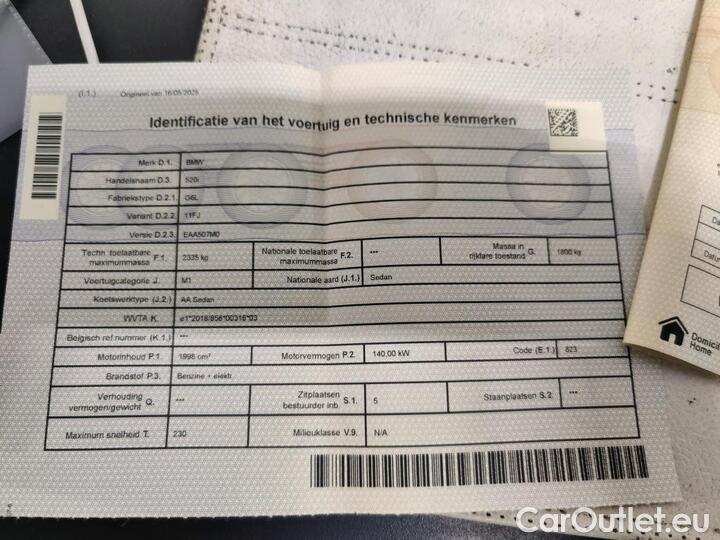 (I.1.) Origineel van 16/05/2025
Identificatie van het voertuig en technische kenmerken
Merk D.1. BMW
Handelsnaam D.3. 520i
Fabriekstype D.2.1. G6L
Variant D.2.2. 11FJ
Versie D.2.3. EAA507M0
Techn toelaatbare maximummassa F.1. 2335 kg Nationale toelaatbare maximummassa F.2. *** Massa in rijklare toestand G. 1800 kg
Voertuigcategorie J. M1 Nationale aard (J.1.) Sedan
Koetswerktype (J.2.) AA Sedan
WVTA K. e1*2018/858*00316*03
Belgisch ref.nummer (K.1.) ***
Motorinhoud P.1. 1998 cm³ Motorvermogen P.2. 140,00 kW Code (E.1.) 823
Brandstof P.3. Benzine + elektr.
Verhouding vermogen/gewicht Q. *** Zitplaatsen bestuurder inb. S.1. 5 Staanplaatsen S.2. ***
Maximum snelheid T. 230 Milieuklasse V.9. N/A
Domicil
Home
CarOutlet.eu